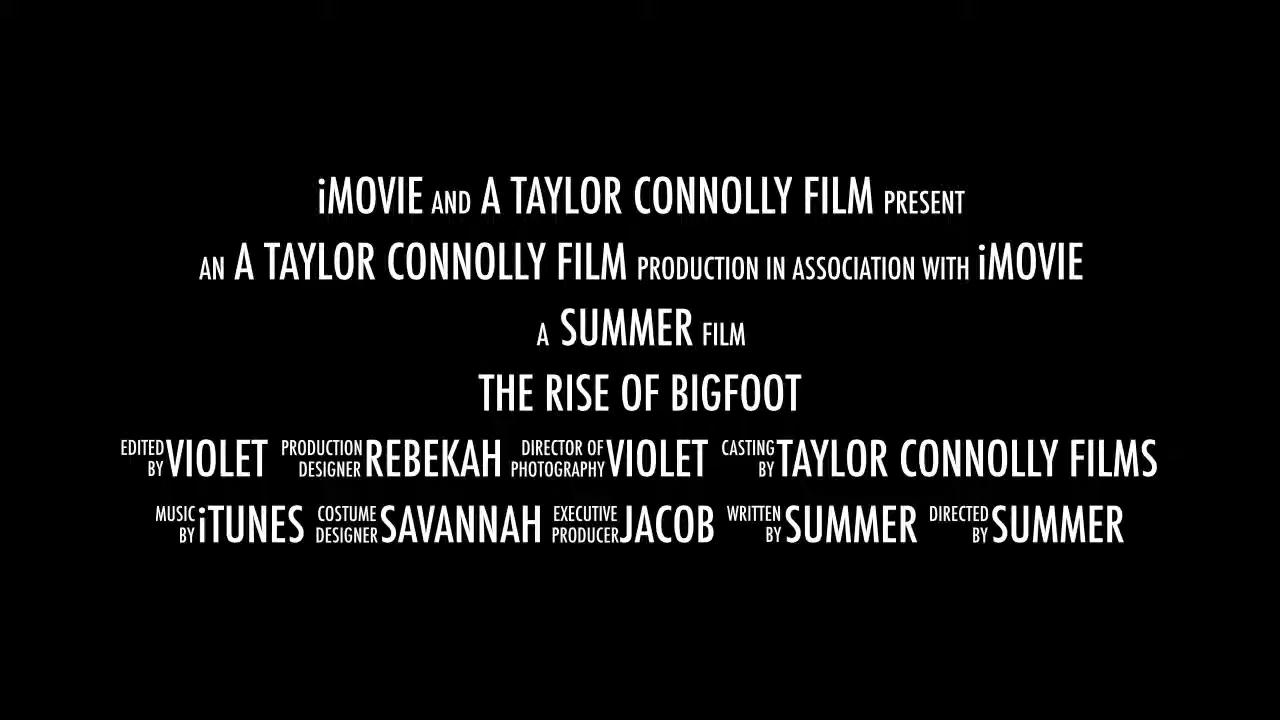 iMOVIE AND A TAYLOR CONNOLLY FILM PRESENT
AN A TAYLOR CONNOLLY FILM PRODUCTION IN ASSOCIATION WITH iMOVIE
A SUMMER FILM
THE RISE OF BIGFOOT
EDITED BY VIOLET PRODUCTION DESIGNER REBEKAH DIRECTOR OF PHOTOGRAPHY VIOLET CASTING BY TAYLOR CONNOLLY FILMS
MUSIC BY iTUNES COSTUME DESIGNER SAVANNAH EXECUTIVE PRODUCER JACOB WRITTEN BY SUMMER DIRECTED BY SUMMER